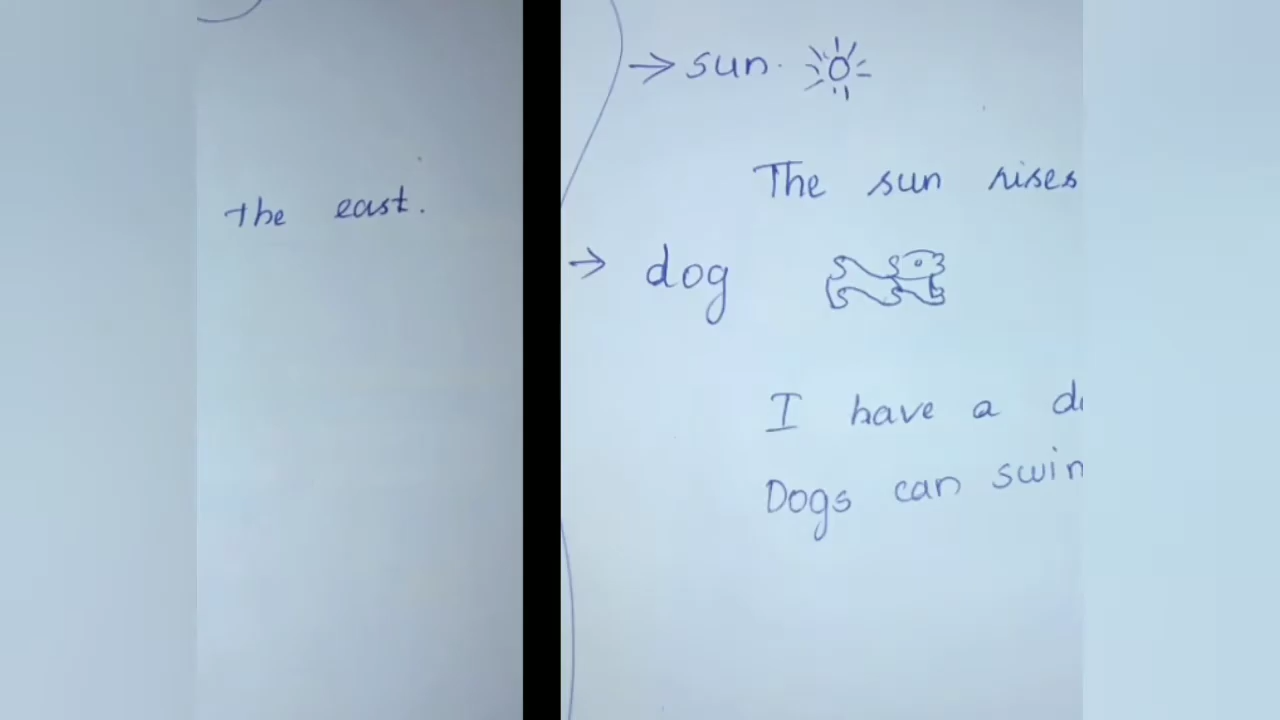 the east.
→ sun.
The sun rises
→ dog
I have a
Dogs can